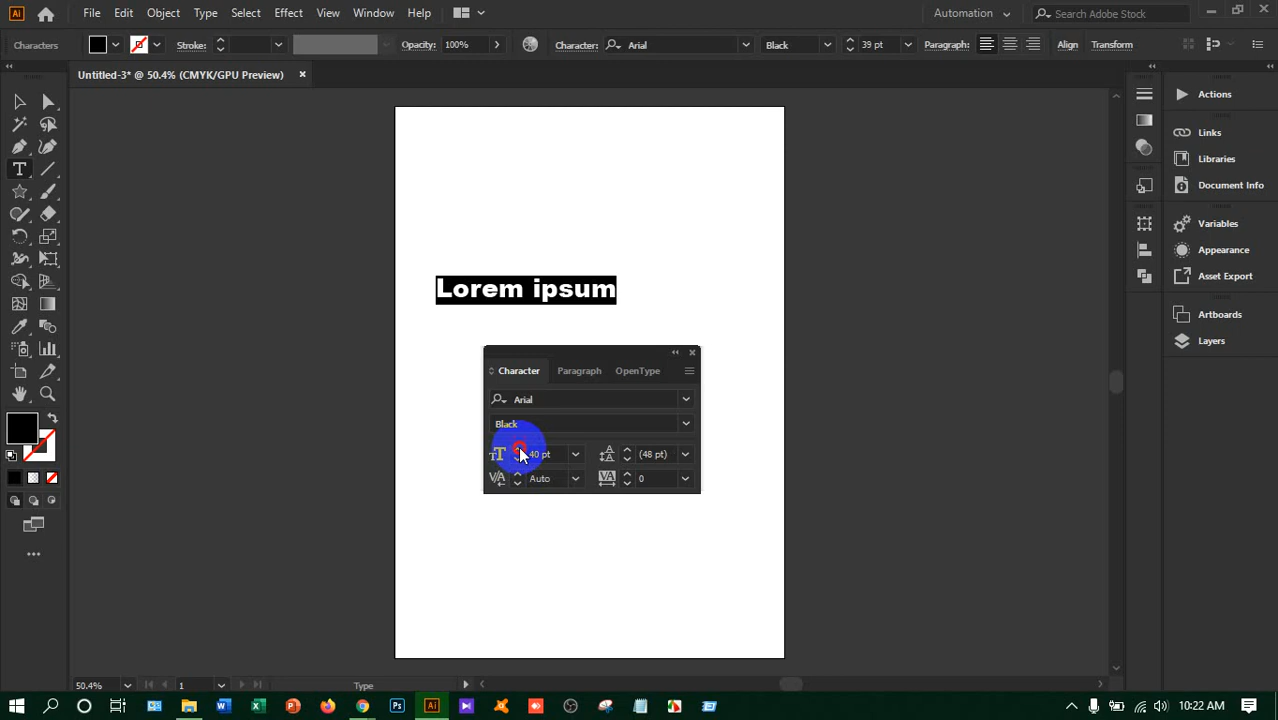 Ai File Edit Object Type Select Effect View Window Help Automation Search Adobe Stock
Characters Stroke: Opacity: 100% Character: Arial Black 39 pt Paragraph: Align Transform
Untitled-3* @ 50.4% (CMYK/GPU Preview)
Actions
Links
Libraries
Document Info
Variables
Appearance
Asset Export
Artboards
Layers
Lorem ipsum
Character Paragraph OpenType
Arial
Black
40 pt (48 pt)
Auto 0
50.4% 1 Type
10:22 AM